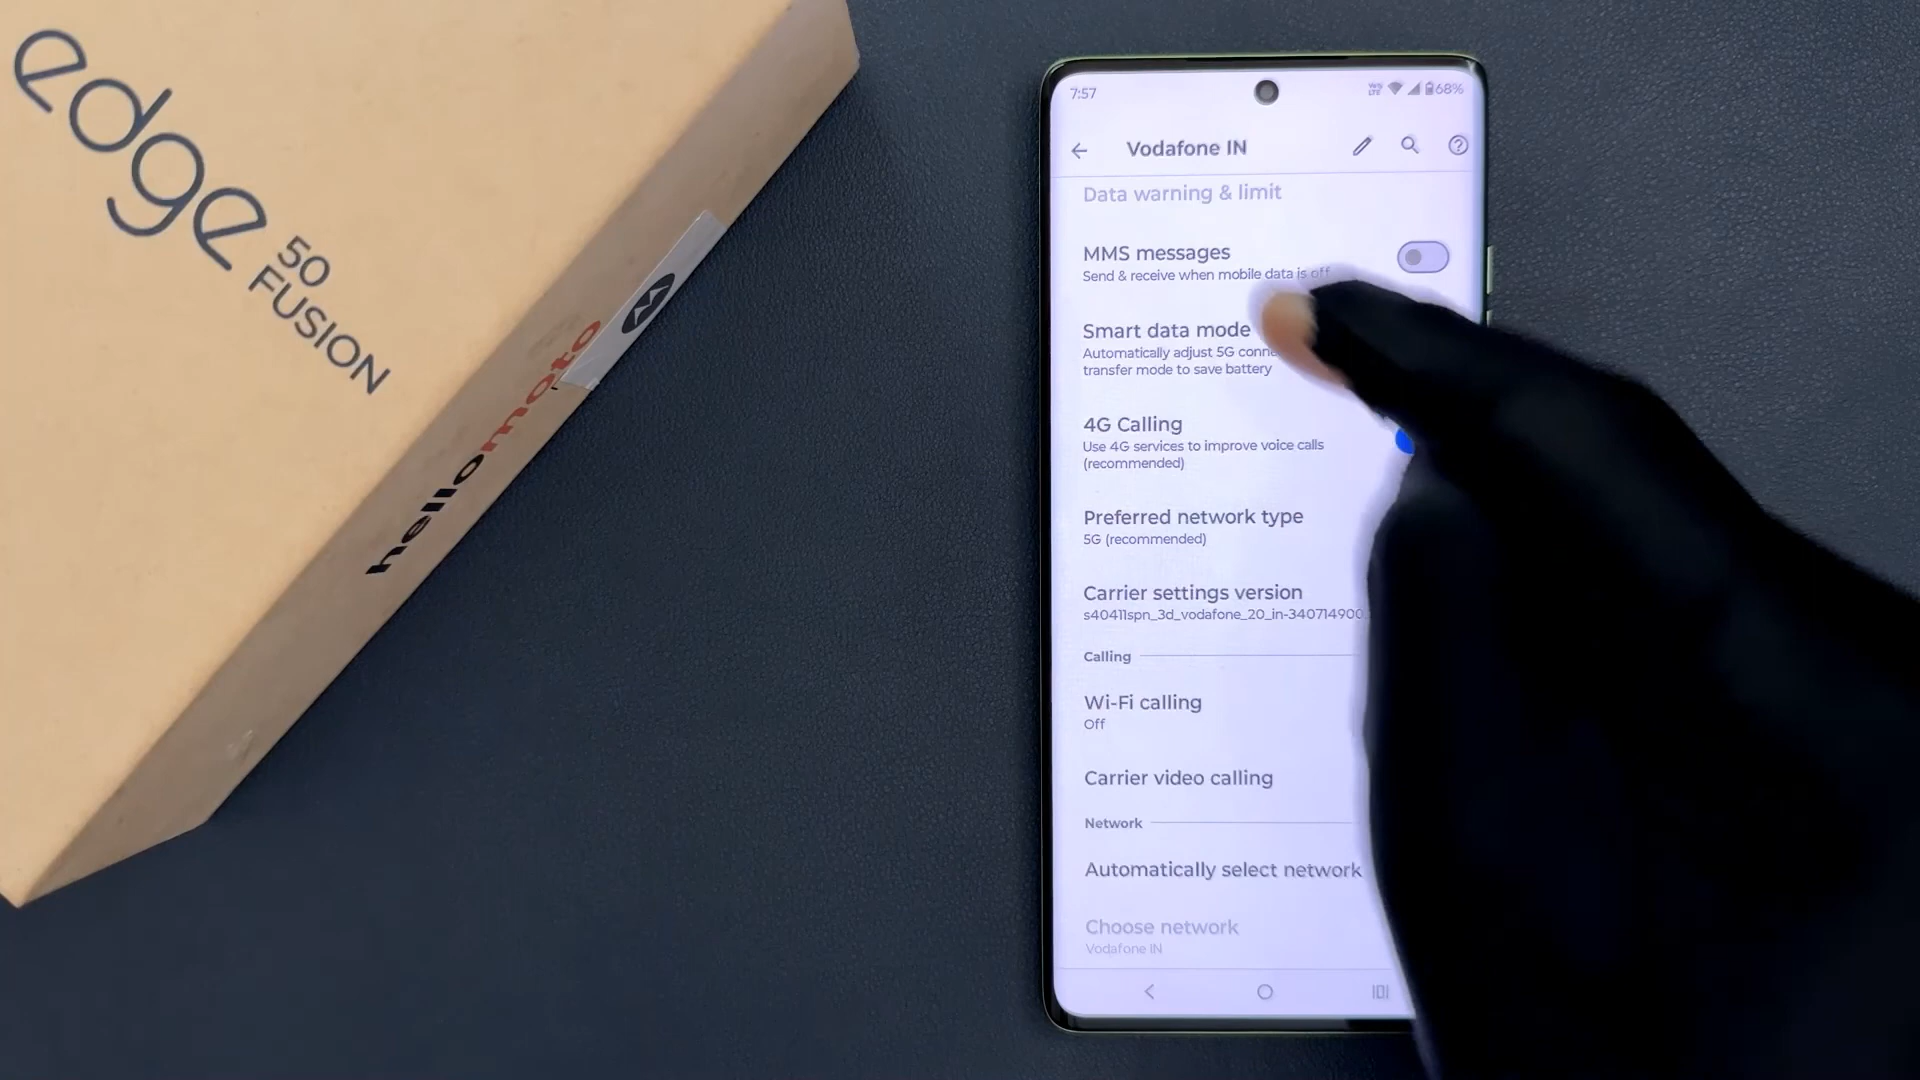 edge
50
FUSION
hellomoto
7:57
68%
Vodafone IN
Data warning & limit
MMS messages
Send & receive when mobile data is off
Smart data mode
Automatically adjust 5G
transfer mode to save battery
4G Calling
Use 4G services to improve voice calls
(recommended)
Preferred network type
5G (recommended)
Carrier settings version
s40411spn_3d_vodafone_20_in-340714900
Calling
Wi-Fi calling
Off
Carrier video calling
Network
Automatically select network
Choose network
Vodafone IN